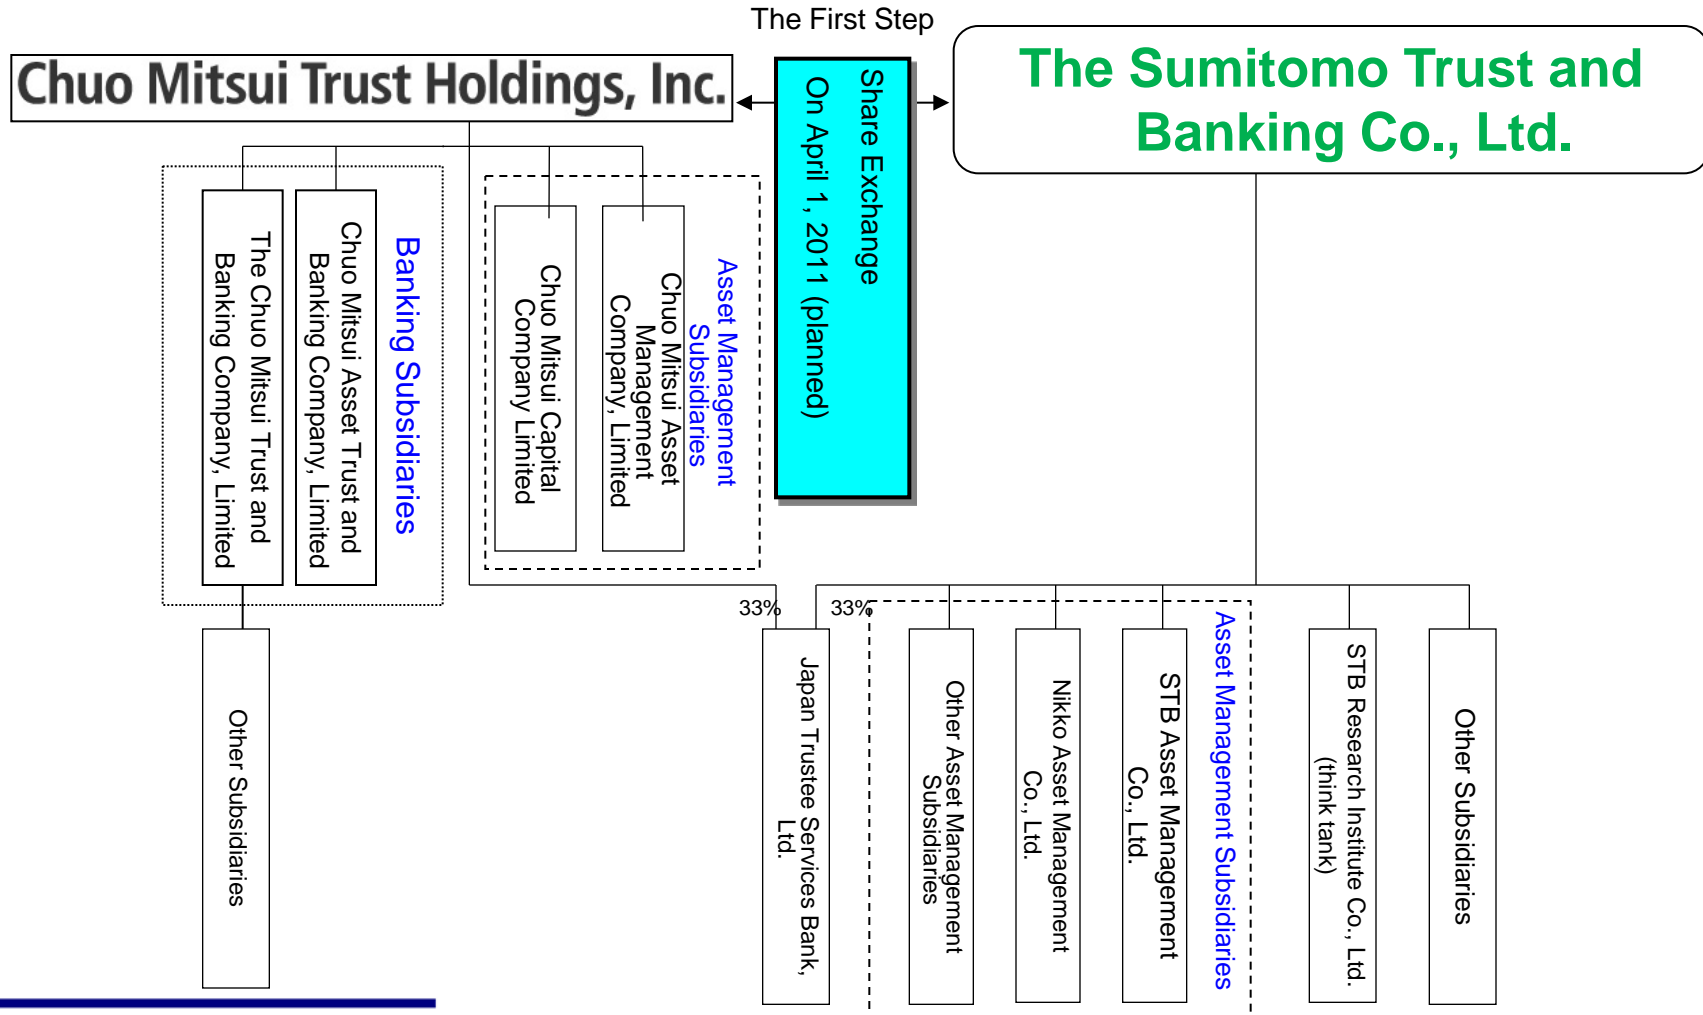 The First Step
Chuo Mitsui Trust Holdings, Inc.
Share Exchange
On April 1, 2011 (planned)
The Sumitomo Trust and
Banking Co., Ltd.
Banking Subsidiaries
Chuo Mitsui Asset Trust and
Banking Company, Limited
The Chuo Mitsui Trust and
Banking Company, Limited
Asset Management
Subsidiaries
Chuo Mitsui Asset
Management
Company, Limited
Chuo Mitsui Capital
Company Limited
Other Subsidiaries
33%
33%
Japan Trustee Services Bank,
Ltd.
Asset Management Subsidiaries
Other Asset Management
Subsidiaries
Nikko Asset Management
Co., Ltd.
STB Asset Management
Co., Ltd.
STB Research Institute Co., Ltd.
(think tank)
Other Subsidiaries